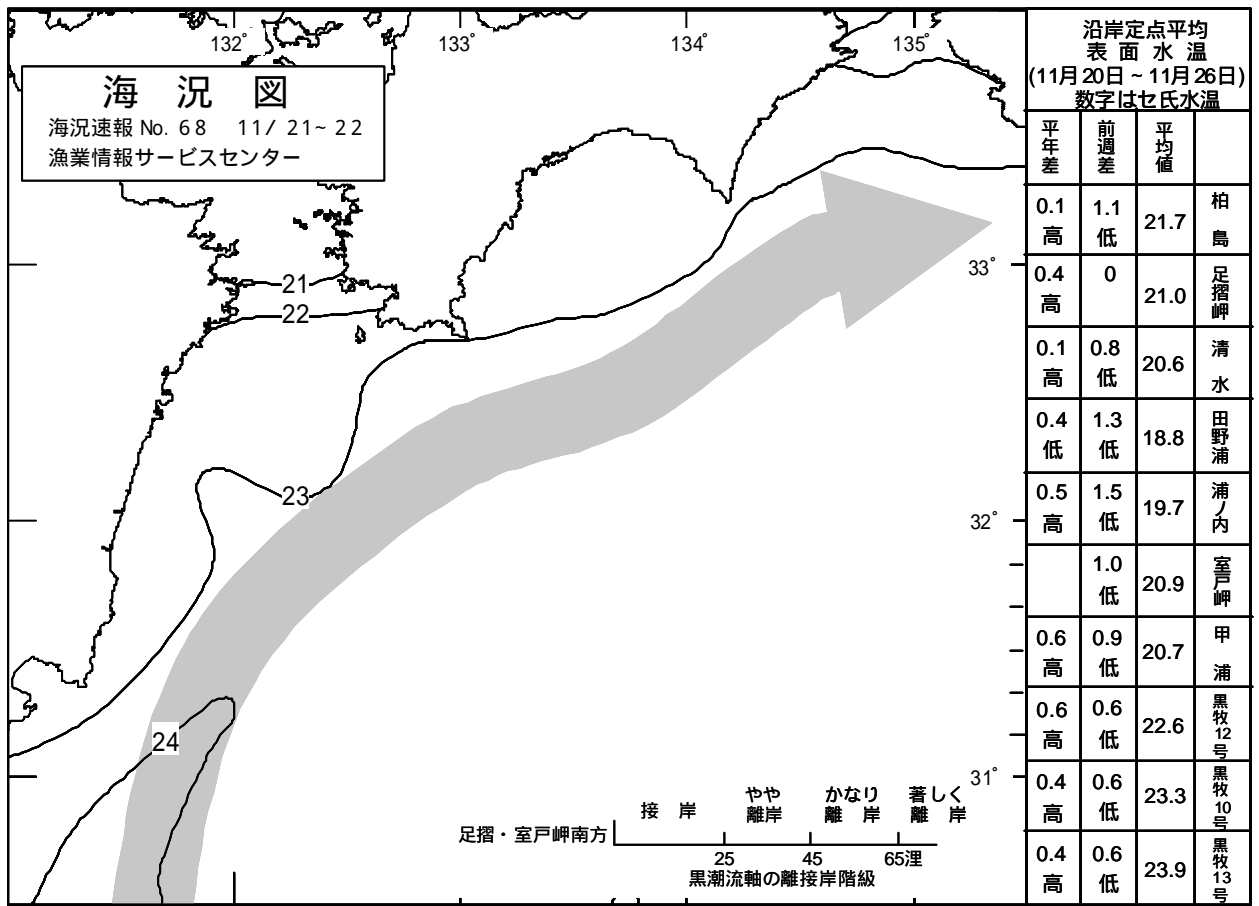 132°
133°
134°
135°
海 況 図
海況速報 No. 68 11/ 21~ 22
漁業情報サービスセンター
21
22
23
24
33°
32°
31°
接 岸
やや
離岸
かなり
離 岸
著しく
離 岸
足摺・室戸岬南方
25
45
65浬
黒潮流軸の離接岸階級
沿岸定点平均
表 面 水 温
(11月20日 ~ 11月26日)
数字はセ氏水温
平年差 前週差 平均値
0.1高 1.1低 21.7 柏島
0.4高 0 21.0 足摺岬
0.1高 0.8低 20.6 清水
0.4低 1.3低 18.8 田野浦
0.5高 1.5低 19.7 浦ノ内
1.0低 20.9 室戸岬
0.6高 0.9低 20.7 甲浦
0.6高 0.6低 22.6 黒牧12号
0.4高 0.6低 23.3 黒牧10号
0.4高 0.6低 23.9 黒牧13号